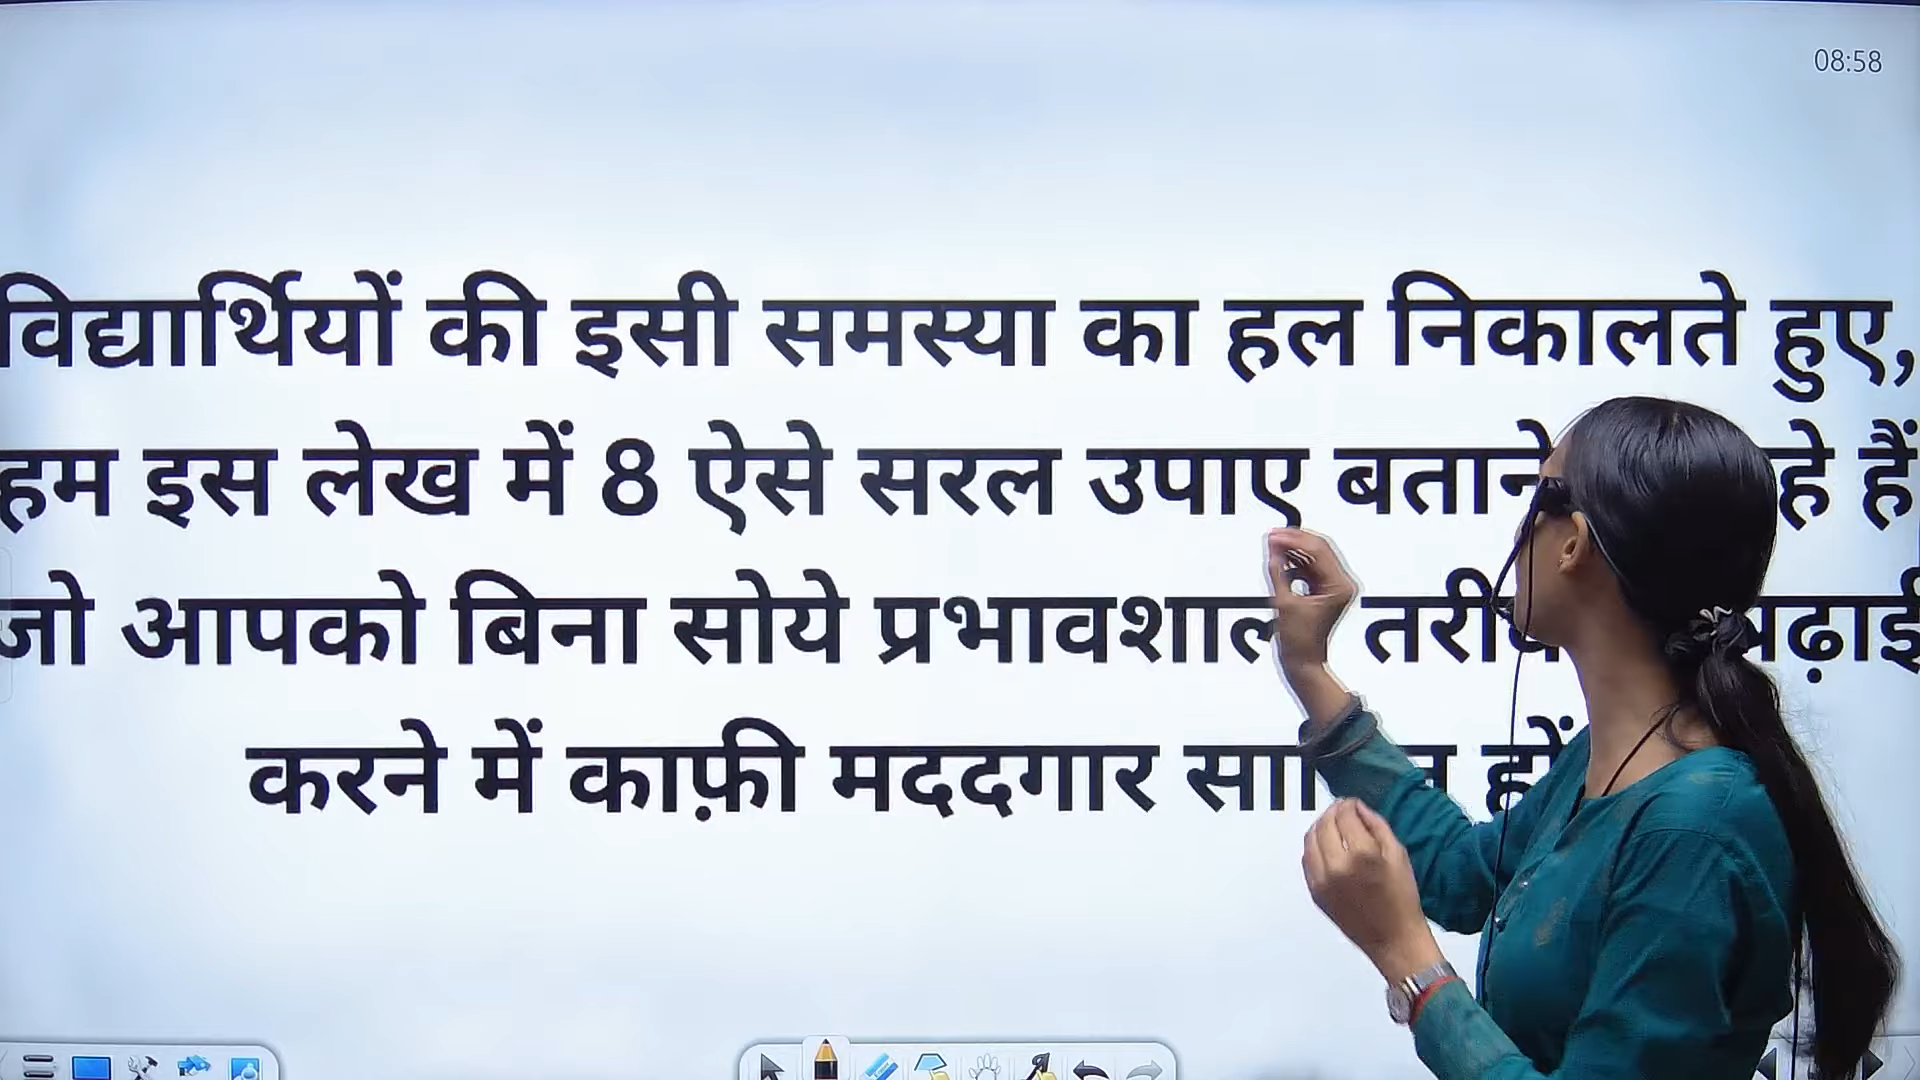 08:58
विद्यार्थियों की इसी समस्या का हल निकालते हुए,
हम इस लेख में 8 ऐसे सरल उपाए बताने हे हैं
जो आपको बिना सोये प्रभावशाल तरी पढ़ाई
करने में काफ़ी मददगार हों